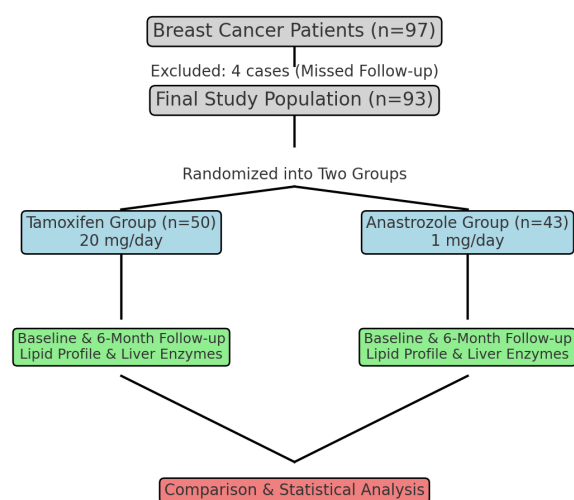 Breast Cancer Patients (n=97)
Excluded: 4 cases (Missed Follow-up)
Final Study Population (n=93)
Randomized into Two Groups
Tamoxifen Group (n=50)
20 mg/day
Anastrozole Group (n=43)
1 mg/day
Baseline & 6-Month Follow-up
Lipid Profile & Liver Enzymes
Baseline & 6-Month Follow-up
Lipid Profile & Liver Enzymes
Comparison & Statistical Analysis